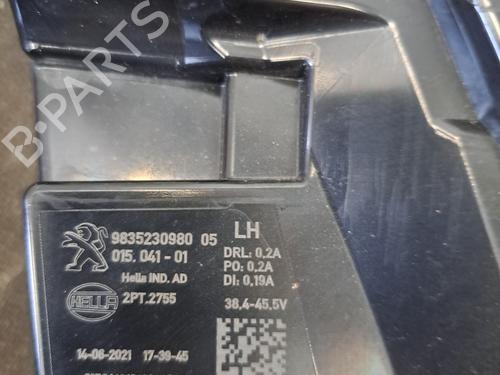 B-PARTS
9835230980 05 LH
015.041-01
DRL: 0,2A
PO: 0,2A
DI: 0,19A
Hella IND. AD
HELLA
2PT.2755
38,4-45,5V
14-06-2021 17-39-45